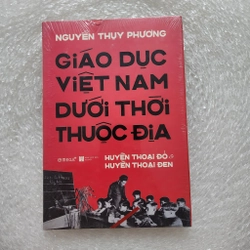 NGUYỄN THỤY PHƯƠNG
GIÁO DỤC
VIỆT NAM
DƯỚI THỜI
THUỘC ĐỊA
HUYỀN THOẠI ĐỎ &
HUYỀN THOẠI ĐEN